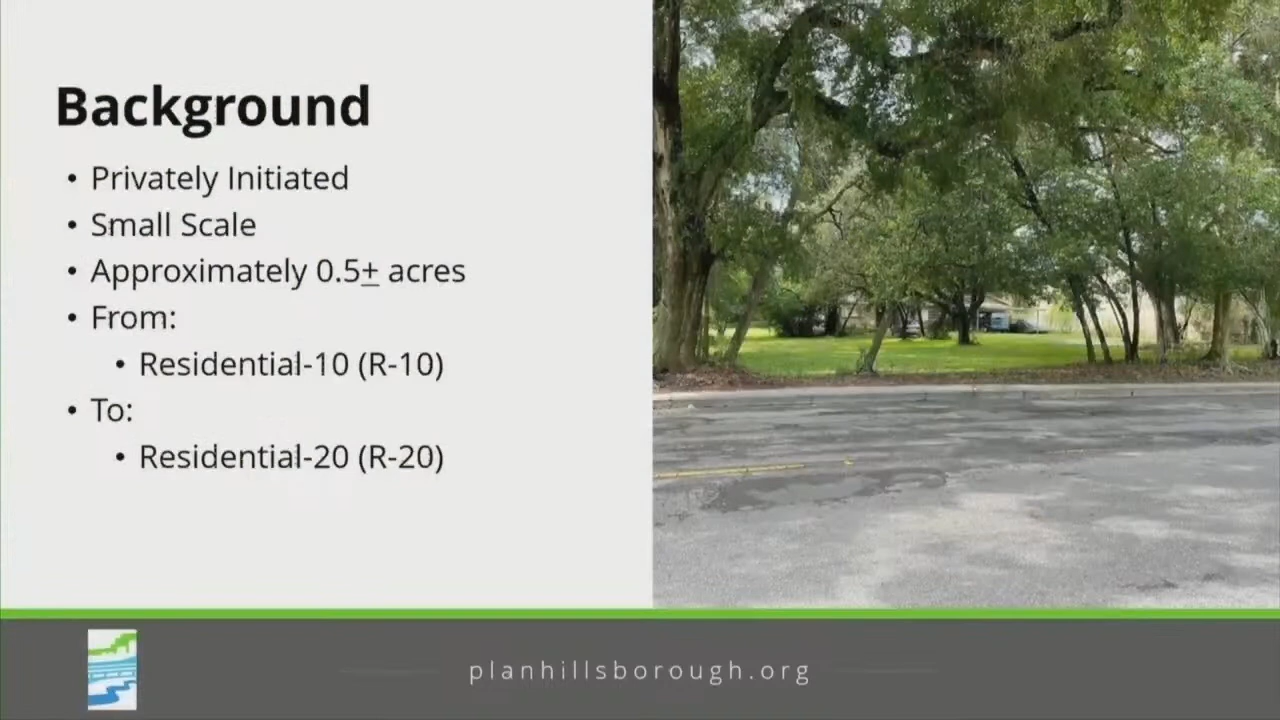 Background
• Privately Initiated
• Small Scale
• Approximately 0.5± acres
• From:
• Residential-10 (R-10)
• To:
• Residential-20 (R-20)
planhillsborough.org